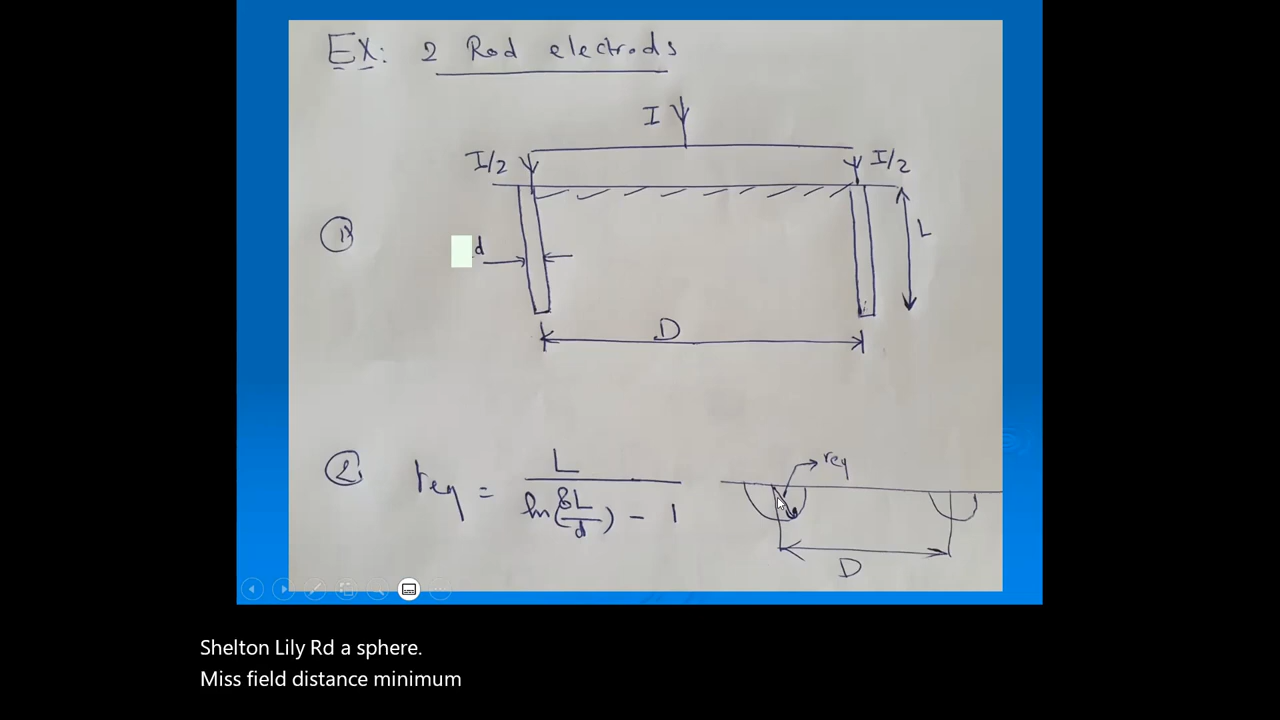 EX: 2 Rod electrods
I
I/2 I/2
① d L
D
② req = L / ln(8L/d) - 1
req
D
Shelton Lily Rd a sphere.
Miss field distance minimum